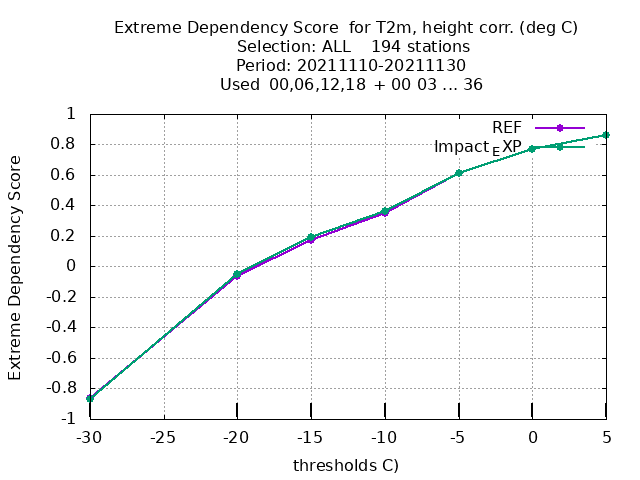 Extreme Dependency Score  for T2m, height corr. (deg C)
Selection: ALL    194 stations
Period: 20211110-20211130
Used  00,06,12,18  + 00 03 ... 36
Extreme Dependency Score
1
0.8
0.6
0.4
0.2
0
-0.2
-0.4
-0.6
-0.8
-1
REF
Impact_EXP
-30 -25 -20 -15 -10 -5 0 5
thresholds C)